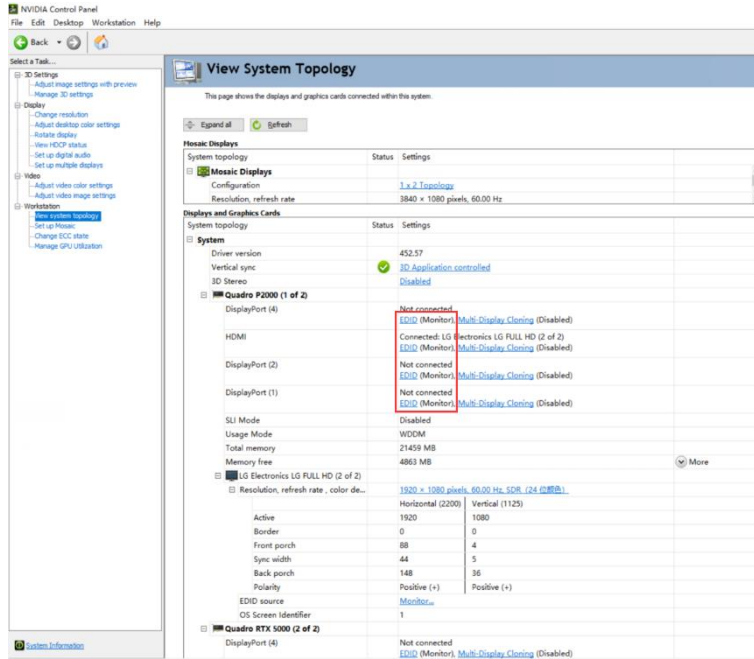 NVIDIA Control Panel
File Edit Desktop Workstation Help
Back
Select a Task...
3D Settings
Adjust image settings with preview
Manage 3D settings
Display
Change resolution
Adjust desktop color settings
Rotate display
View HDCP status
Set up digital audio
Set up multiple displays
Video
Adjust video color settings
Adjust video image settings
Workstation
View system topology
Set up Mosaic
Change ECC state
Manage GPU Utilization
System Information
View System Topology
This page shows the displays and graphics cards connected within this system.
Expand all Refresh
Mosaic Displays
System topology Status Settings
Mosaic Displays
Configuration 1 x 2 Topology
Resolution, refresh rate 3840 × 1080 pixels, 60.00 Hz
Displays and Graphics Cards
System topology Status Settings
System
Driver version 452.57
Vertical sync 3D Application controlled
3D Stereo Disabled
Quadro P2000 (1 of 2)
DisplayPort (4) Not connected
EDID (Monitor), Multi-Display Cloning (Disabled)
HDMI Connected: LG Electronics LG FULL HD (2 of 2)
EDID (Monitor), Multi-Display Cloning (Disabled)
DisplayPort (2) Not connected
EDID (Monitor), Multi-Display Cloning (Disabled)
DisplayPort (1) Not connected
EDID (Monitor), Multi-Display Cloning (Disabled)
SLI Mode Disabled
Usage Mode WDDM
Total memory 21459 MB
Memory free 4863 MB More
LG Electronics LG FULL HD (2 of 2)
Resolution, refresh rate , color de... 1920 × 1080 pixels, 60.00 Hz, SDR (24 位颜色)
Horizontal (2200) Vertical (1125)
Active 1920 1080
Border 0 0
Front porch 88 4
Sync width 44 5
Back porch 148 36
Polarity Positive (+) Positive (+)
EDID source Monitor...
OS Screen Identifier 1
Quadro RTX 5000 (2 of 2)
DisplayPort (4) Not connected
EDID (Monitor), Multi-Display Cloning (Disabled)